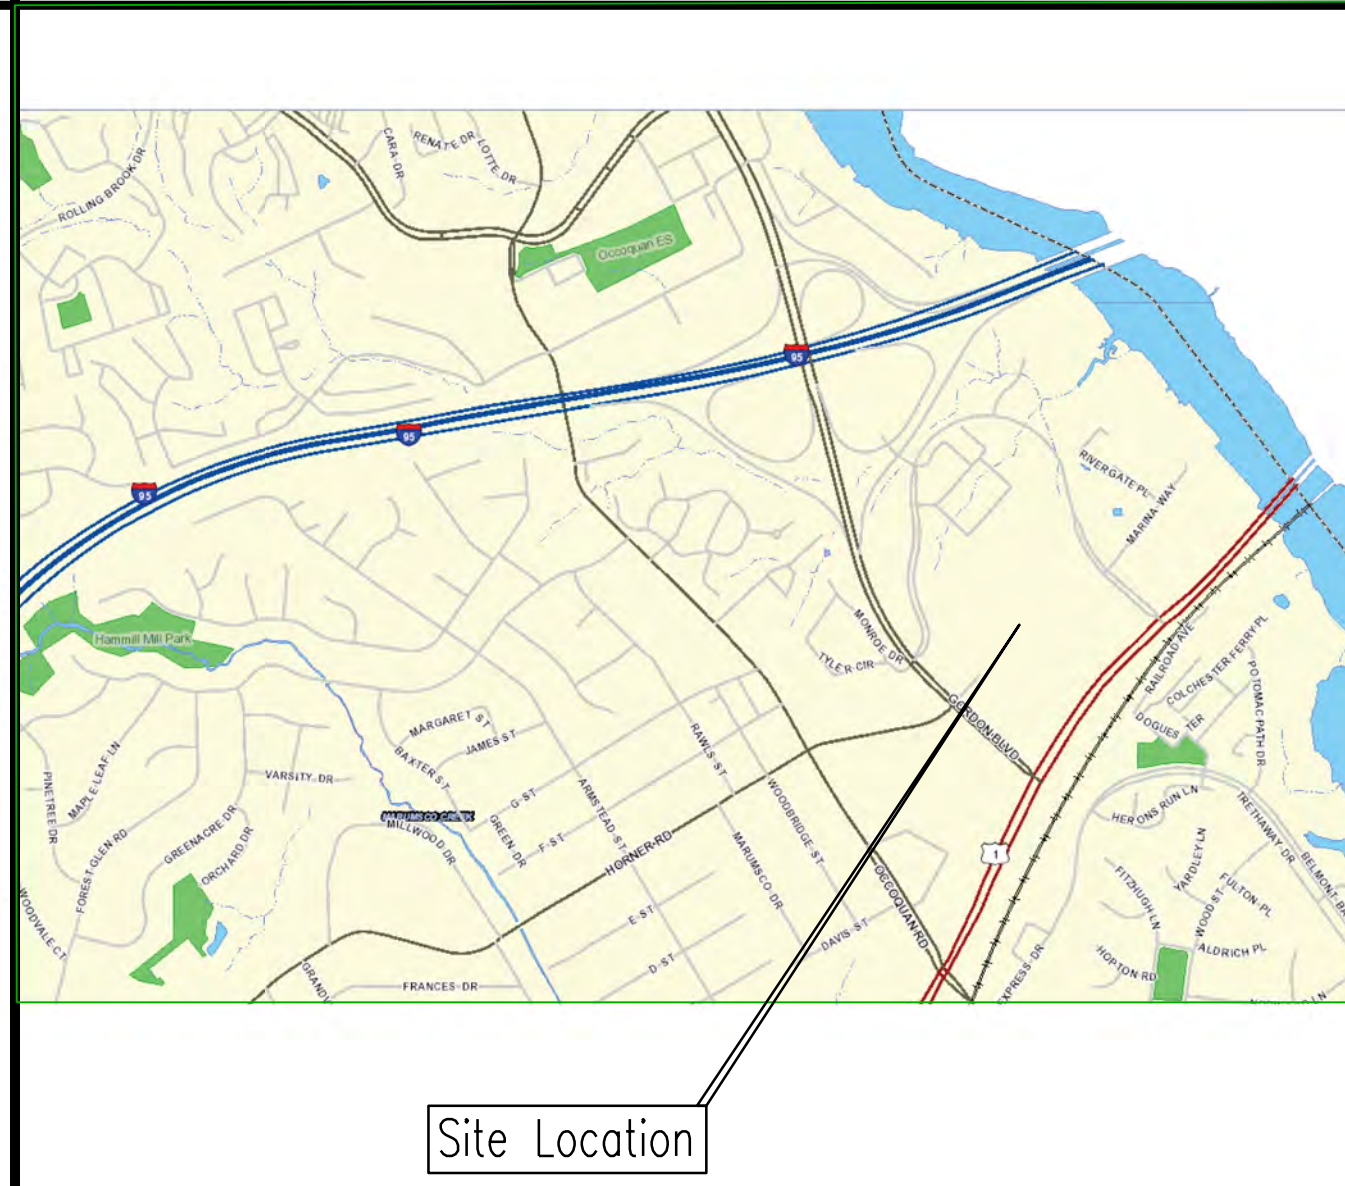 CARA DR
RENATE DR
LOTTE DR
ROLLING BROOK DR
Occoquan ES
95
95
95
RIVERGATE PL
MARINA WAY
Hammill Mill Park
MONROE DR
TYLER CIR
RAILROAD AVE
COLCHESTER FERRY PL
POTOMAC PATH DR
DOGUES TER
GORDON BLVD
MARGARET ST
JAMES ST
BAXTER ST
RAWLS ST
VARSITY DR
MAPLE LEAF LN
PINETREE DR
G ST
ARMSTEAD ST
WOODBRIDGE ST
MARUMSCO CREEK
MILLWOOD DR
GREEN DR
F ST
HORNER RD
MARUMSCO DR
GREENACRE DR
FOREST GLEN RD
ORCHARD DR
HERONS RUN LN
TRETHAWAY DR
1
OCCOQUAN RD
YARDLEY LN
FITZHUGH LN
FULTON PL
WOOD ST
BELMONT BA
WOODVALE CT
E ST
DAVIS ST
ALDRICH PL
D ST
HOPTON RD
EXPRESS DR
GRANDV
FRANCES DR
Site Location